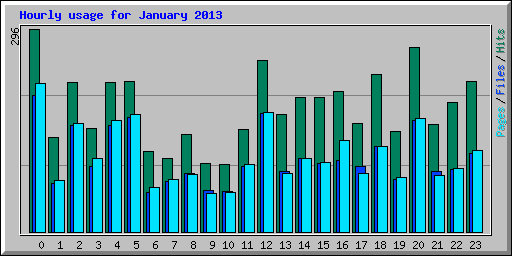 Hourly usage for January 2013
296
Pages / Files / Hits
0 1 2 3 4 5 6 7 8 9 10 11 12 13 14 15 16 17 18 19 20 21 22 23